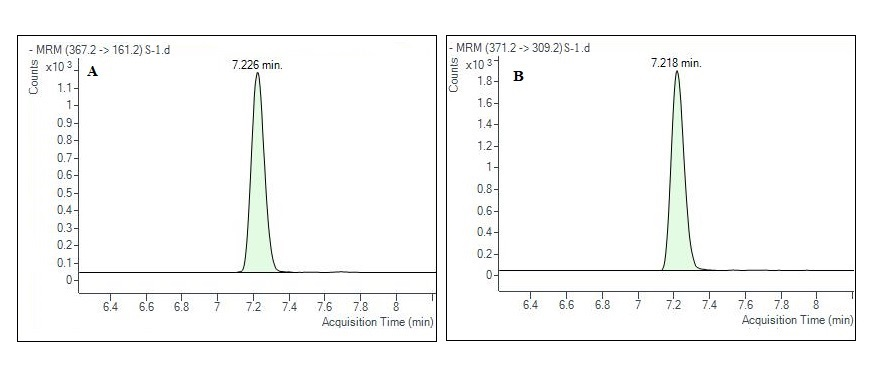 - MRM (367.2 -> 161.2) S-1.d
x10 3
A
7.226 min.
Counts
1.1
1
0.9
0.8
0.7
0.6
0.5
0.4
0.3
0.2
0.1
0
6.4 6.6 6.8 7 7.2 7.4 7.6 7.8 8
Acquisition Time (min)
- MRM (371.2 -> 309.2) S-1.d
x10 3
B
7.218 min.
Counts
1.8
1.6
1.4
1.2
1
0.8
0.6
0.4
0.2
0
6.4 6.6 6.8 7 7.2 7.4 7.6 7.8 8
Acquisition Time (min)